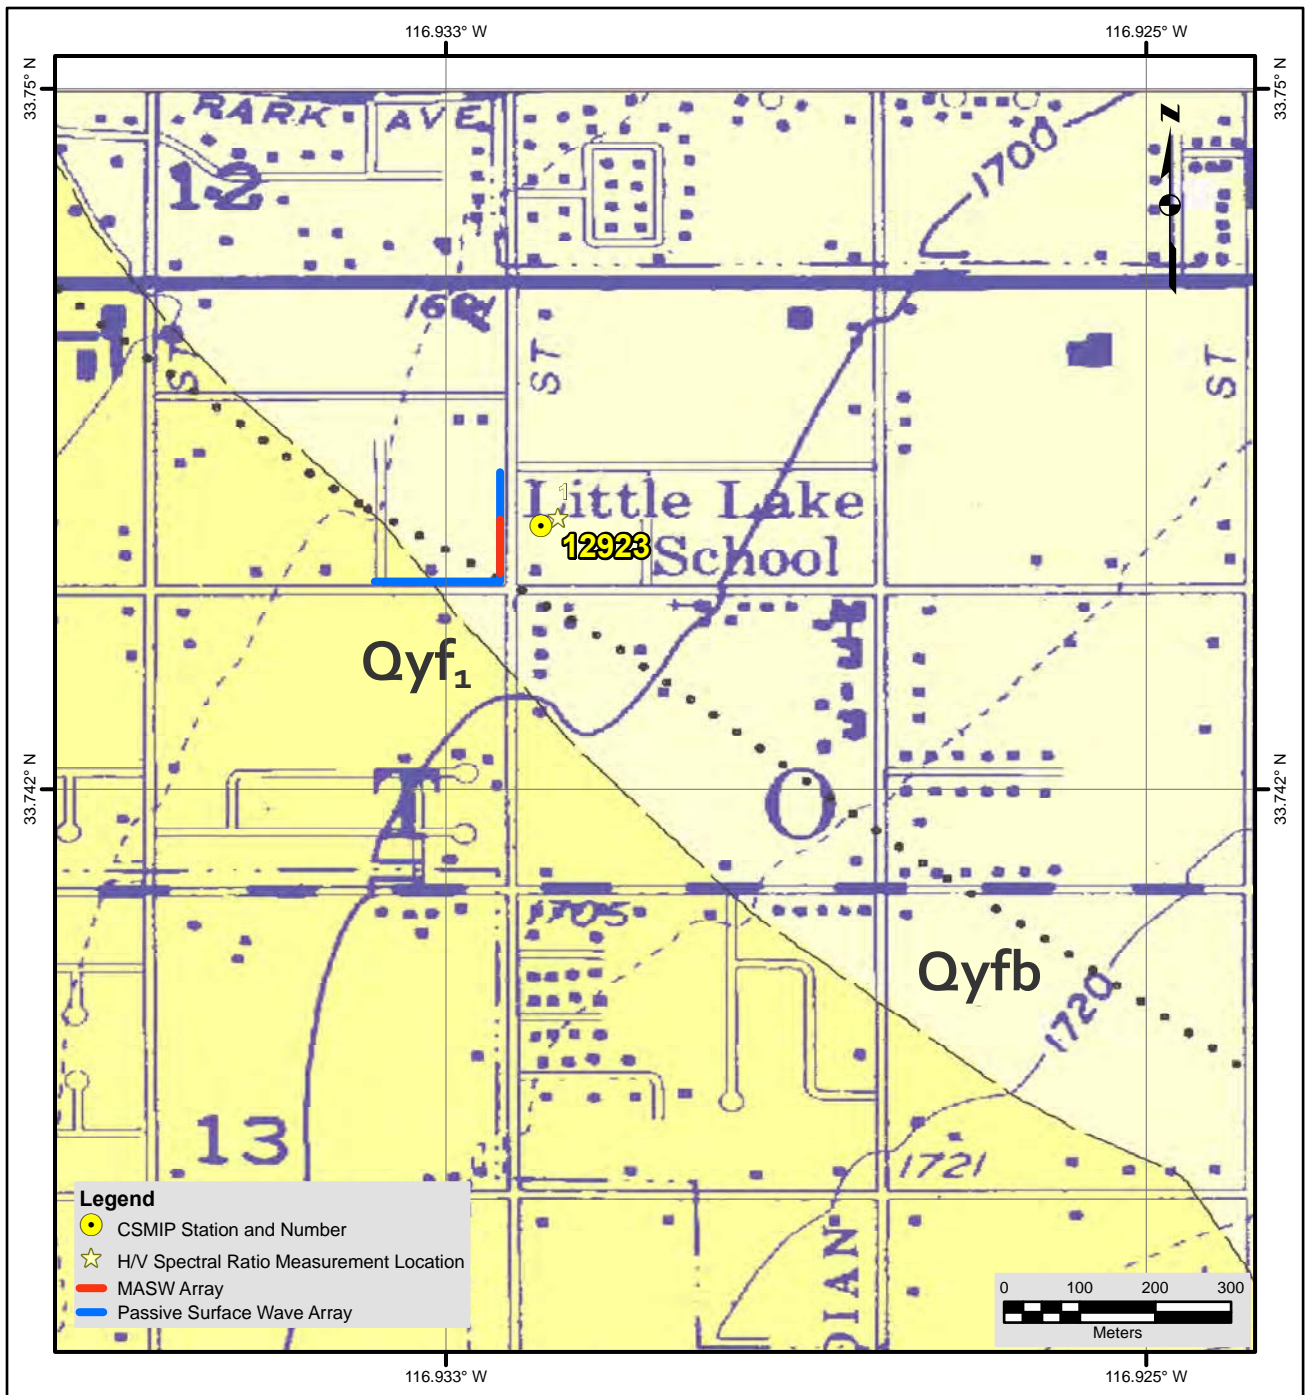 116.933° W
116.925° W
33.75° N
33.75° N
PARK AVE
12
1700
N
ST
ST
ST
1
Little Lake
12923
School
Qyf₁
33.742° N
33.742° N
T
O
1705
Qyfb
1720
13
1721
Legend
CSMIP Station and Number
H/V Spectral Ratio Measurement Location
MASW Array
Passive Surface Wave Array
DIAN
0 100 200 300
Meters
116.933° W
116.925° W